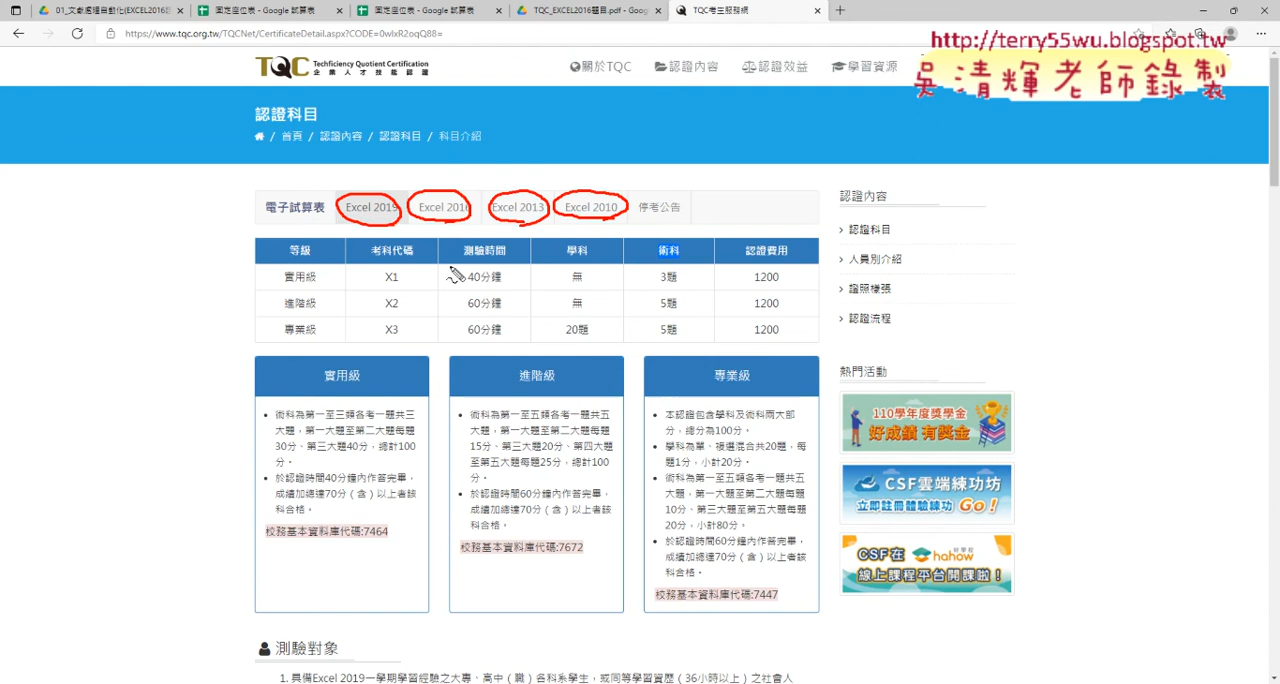 01_文獻處理自動化(EXCEL2016題
固定座位表 - Google 試算表
固定座位表 - Google 試算表
TQC_EXCEL2016題目.pdf - Goog
TQC考生服務網
https://www.tqc.org.tw/TQCNet/CertificateDetail.aspx?CODE=0wlxR2oqQ88=
http://terry55wu.blogspot.tw
吳清輝老師錄製
TQC Techficiency Quotient Certification
企業人才技能認證
關於TQC
認證內容
認證效益
學習資源
認證科目
/ 首頁 / 認證內容 / 認證科目 / 科目介紹
電子試算表
Excel 2019
Excel 2016
Excel 2013
Excel 2010
停考公告
等級 考科代碼 測驗時間 學科 術科 認證費用
實用級 X1 40分鐘 無 3題 1200
進階級 X2 60分鐘 無 5題 1200
專業級 X3 60分鐘 20題 5題 1200
實用級
術科為第一至三類各考一題共三
大題，第一大題至第二大題每題
30分、第三大題40分，總計100
分。
於認證時間40分鐘內作答完畢，
成績加總達70分（含）以上者該
科合格。
校務基本資料庫代碼:7464
進階級
術科為第一至五類各考一題共五
大題，第一大題至第二大題每題
15分、第三大題20分、第四大題
至第五大題每題25分，總計100
分。
於認證時間60分鐘內作答完畢，
成績加總達70分（含）以上者該
科合格。
校務基本資料庫代碼:7672
專業級
本認證包含學科及術科兩大部
分，總分為100分。
學科為單、複選混合共20題，每
題1分，小計20分。
術科為第一至五類各考一題共五
大題，第一大題至第二大題每題
10分、第三大題至第五大題每題
20分，小計80分。
於認證時間60分鐘內作答完畢，
成績加總達70分（含）以上者該
科合格。
校務基本資料庫代碼:7447
認證內容
認證科目
人員別介紹
證照樣張
認證流程
熱門活動
110學年度獎學金
好成績 有獎金
CSF雲端練功坊
立即註冊體驗練功 Go！
CSF在 hahow 好學校
線上課程平台開課啦！
測驗對象
1. 具備Excel 2019一學期學習經驗之大專、高中（職）各科系學生，或同等學習資歷（36小時以上）之社會人